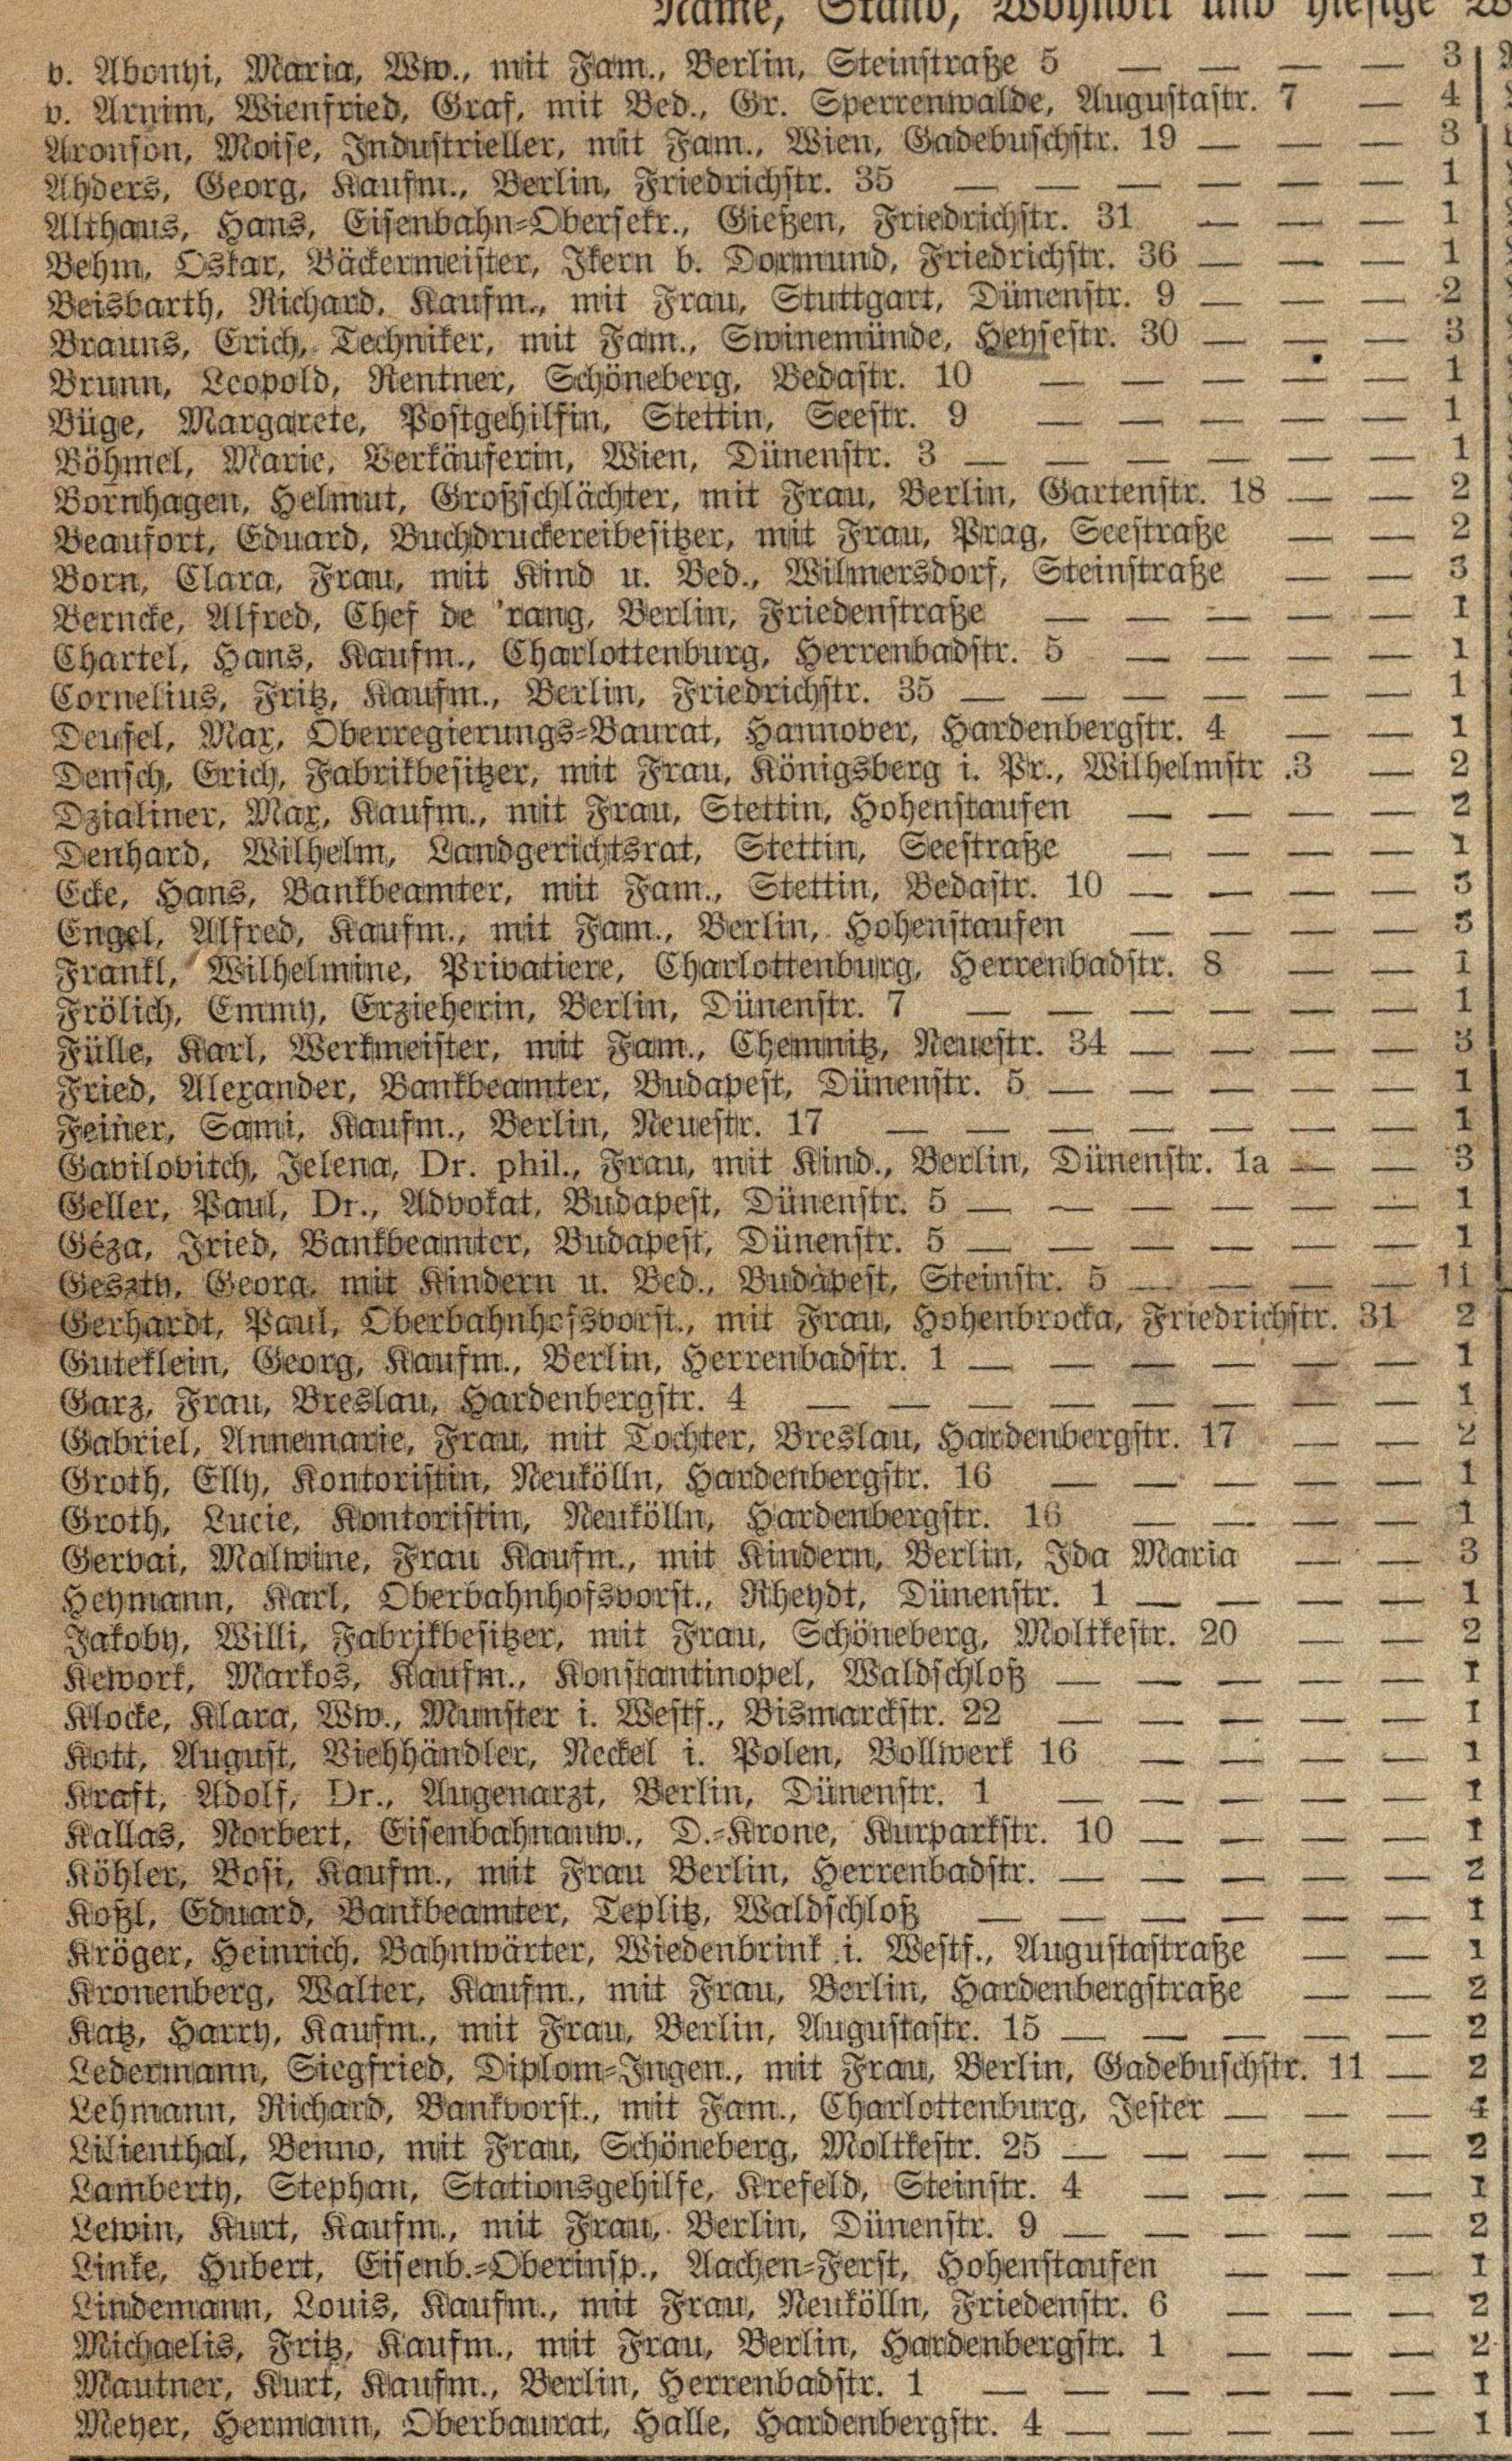 Name, Stand, Wohnort und hiesige
v. Abonyi, Maria, Ww., mit Fam., Berlin, Steinstraße 5 — — — — 3
v. Arnim, Wienfried, Graf, mit Bed., Gr. Sperrenwalde, Augustastr. 7 — 4
Aronson, Moise, Industrieller, mit Fam., Wien, Gadebuschstr. 19 — — — 3
Ahders, Georg, Kaufm., Berlin, Friedrichstr. 35 — — — — — — 1
Althaus, Hans, Eisenbahn-Obersekr., Gießen, Friedrichstr. 31 — — — 1
Behm, Oskar, Bäckermeister, Ikern b. Dormund, Friedrichstr. 36 — — — 1
Beisbarth, Richard, Kaufm., mit Frau, Stuttgart, Dünenstr. 9 — — — 2
Brauns, Erich, Techniker, mit Fam., Swinemünde, Heysestr. 30 — — — 3
Brunn, Leopold, Rentner, Schöneberg, Bedastr. 10 — — — — — 1
Büge, Margarete, Postgehilfin, Stettin, Seestr. 9 — — — — — 1
Böhmel, Marie, Verkäuferin, Wien, Dünenstr. 3 — — — — — — 1
Bornhagen, Helmut, Großschlächter, mit Frau, Berlin, Gartenstr. 18 — — 2
Beaufort, Eduard, Buchdruckereibesitzer, mit Frau, Prag, Seestraße — — 2
Born, Clara, Frau, mit Kind u. Bed., Wilmersdorf, Steinstraße — — 3
Berncke, Alfred, Chef de 'rang, Berlin, Friedenstraße — — — — — 1
Chartel, Hans, Kaufm., Charlottenburg, Herrenbadstr. 5 — — — — 1
Cornelius, Fritz, Kaufm., Berlin, Friedrichstr. 35 — — — — — — 1
Deufel, Max, Oberregierungs-Baurat, Hannover, Hardenbergstr. 4 — — 1
Densch, Erich, Fabrikbesitzer, mit Frau, Königsberg i. Pr., Wilhelmstr .3 — 2
Dzialiner, Max, Kaufm., mit Frau, Stettin, Hohenstaufen — — — — 2
Denhard, Wilhelm, Landgerichtsrat, Stettin, Seestraße — — — — 1
Ecke, Hans, Bankbeamter, mit Fam., Stettin, Bedastr. 10 — — — — 3
Engel, Alfred, Kaufm., mit Fam., Berlin, Hohenstaufen — — — — 3
Frankl, Wilhelmine, Privatiere, Charlottenburg, Herrenbadstr. 8 — — 1
Frölich, Emmy, Erzieherin, Berlin, Dünenstr. 7 — — — — — — 1
Fülle, Karl, Werkmeister, mit Fam., Chemnitz, Neuestr. 34 — — — — 3
Fried, Alexander, Bankbeamter, Budapest, Dünenstr. 5 — — — — — 1
Feiner, Sami, Kaufm., Berlin, Neuestr. 17 — — — — — — — 1
Gavilovitch, Jelena, Dr. phil., Frau, mit Kind., Berlin, Dünenstr. 1a — — 3
Geller, Paul, Dr., Advokat, Budapest, Dünenstr. 5 — — — — — — 1
Géza, Fried, Bankbeamter, Budapest, Dünenstr. 5 — — — — — — 1
Geszty, Georg, mit Kindern u. Bed., Budapest, Steinstr. 5 — — — — 11
Gerhardt, Paul, Oberbahnhofsvorst., mit Frau, Hohenbrocka, Friedrichstr. 31 2
Guteklein, Georg, Kaufm., Berlin, Herrenbadstr. 1 — — — — — — 1
Garz, Frau, Breslau, Hardenbergstr. 4 — — — — — — — — 1
Gabriel, Annemarie, Frau, mit Tochter, Breslau, Hardenbergstr. 17 — — 2
Groth, Elly, Kontoristin, Neukölln, Hardenbergstr. 16 — — — — — 1
Groth, Lucie, Kontoristin, Neukölln, Hardenbergstr. 16 — — — — 1
Gervai, Malwine, Frau Kaufm., mit Kindern, Berlin, Ida Maria — — 3
Heymann, Karl, Oberbahnhofsvorst., Rheydt, Dünenstr. 1 — — — — 1
Jakoby, Willi, Fabrikbesitzer, mit Frau, Schöneberg, Moltkestr. 20 — — 2
Kework, Markos, Kaufm., Konstantinopel, Waldschloß — — — — — 1
Klocke, Klara, Ww., Munster i. Westf., Bismarckstr. 22 — — — — — 1
Kott, August, Viehhändler, Neckel i. Polen, Bollwerk 16 — — — — 1
Kraft, Adolf, Dr., Augenarzt, Berlin, Dünenstr. 1 — — — — — 1
Kallas, Norbert, Eisenbahnanw., D.-Krone, Kurparkstr. 10 — — — — 1
Köhler, Bosi, Kaufm., mit Frau Berlin, Herrenbadstr. — — — — — 2
Koßl, Eduard, Bankbeamter, Teplitz, Waldschloß — — — — — — 1
Kröger, Heinrich, Bahnwärter, Wiedenbrink i. Westf., Augustastraße — — 1
Kronenberg, Walter, Kaufm., mit Frau, Berlin, Hardenbergstraße — — 2
Katz, Harry, Kaufm., mit Frau, Berlin, Augustastr. 15 — — — — — 2
Ledermann, Siegfried, Diplom-Ingen., mit Frau, Berlin, Gadebuschstr. 11 — 2
Lehmann, Richard, Bankvorst., mit Fam., Charlottenburg, Jester — — — 4
Lilienthal, Benno, mit Frau, Schöneberg, Moltkestr. 25 — — — — — 2
Lamberty, Stephan, Stationsgehilfe, Krefeld, Steinstr. 4 — — — — 1
Lewin, Kurt, Kaufm., mit Frau, Berlin, Dünenstr. 9 — — — — — 2
Linke, Hubert, Eisenb.-Oberinsp., Aachen-Ferst, Hohenstaufen — — — 1
Lindemann, Louis, Kaufm., mit Frau, Neukölln, Friedenstr. 6 — — — 2
Michaelis, Fritz, Kaufm., mit Frau, Berlin, Hardenbergstr. 1 — — — 2
Mautner, Kurt, Kaufm., Berlin, Herrenbadstr. 1 — — — — — — 1
Meyer, Hermann, Oberbaurat, Halle, Hardenbergstr. 4 — — — — — 1